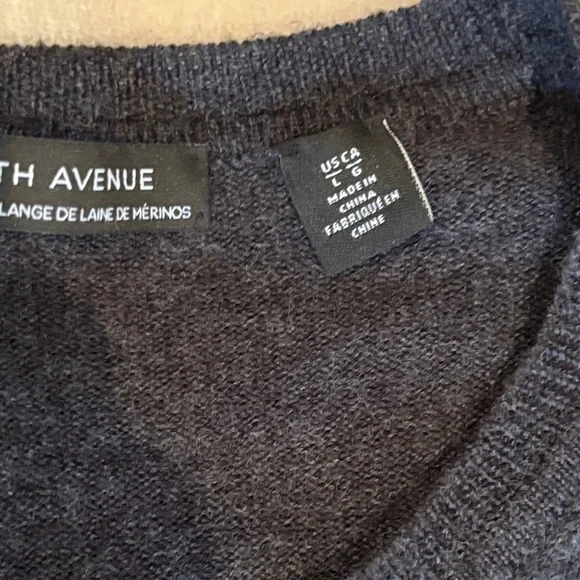 TH AVENUE
LANGE DE LAINE DE MÉRINOS
US CA
L G
MADE IN
CHINA
FABRIQUÉ EN
CHINE